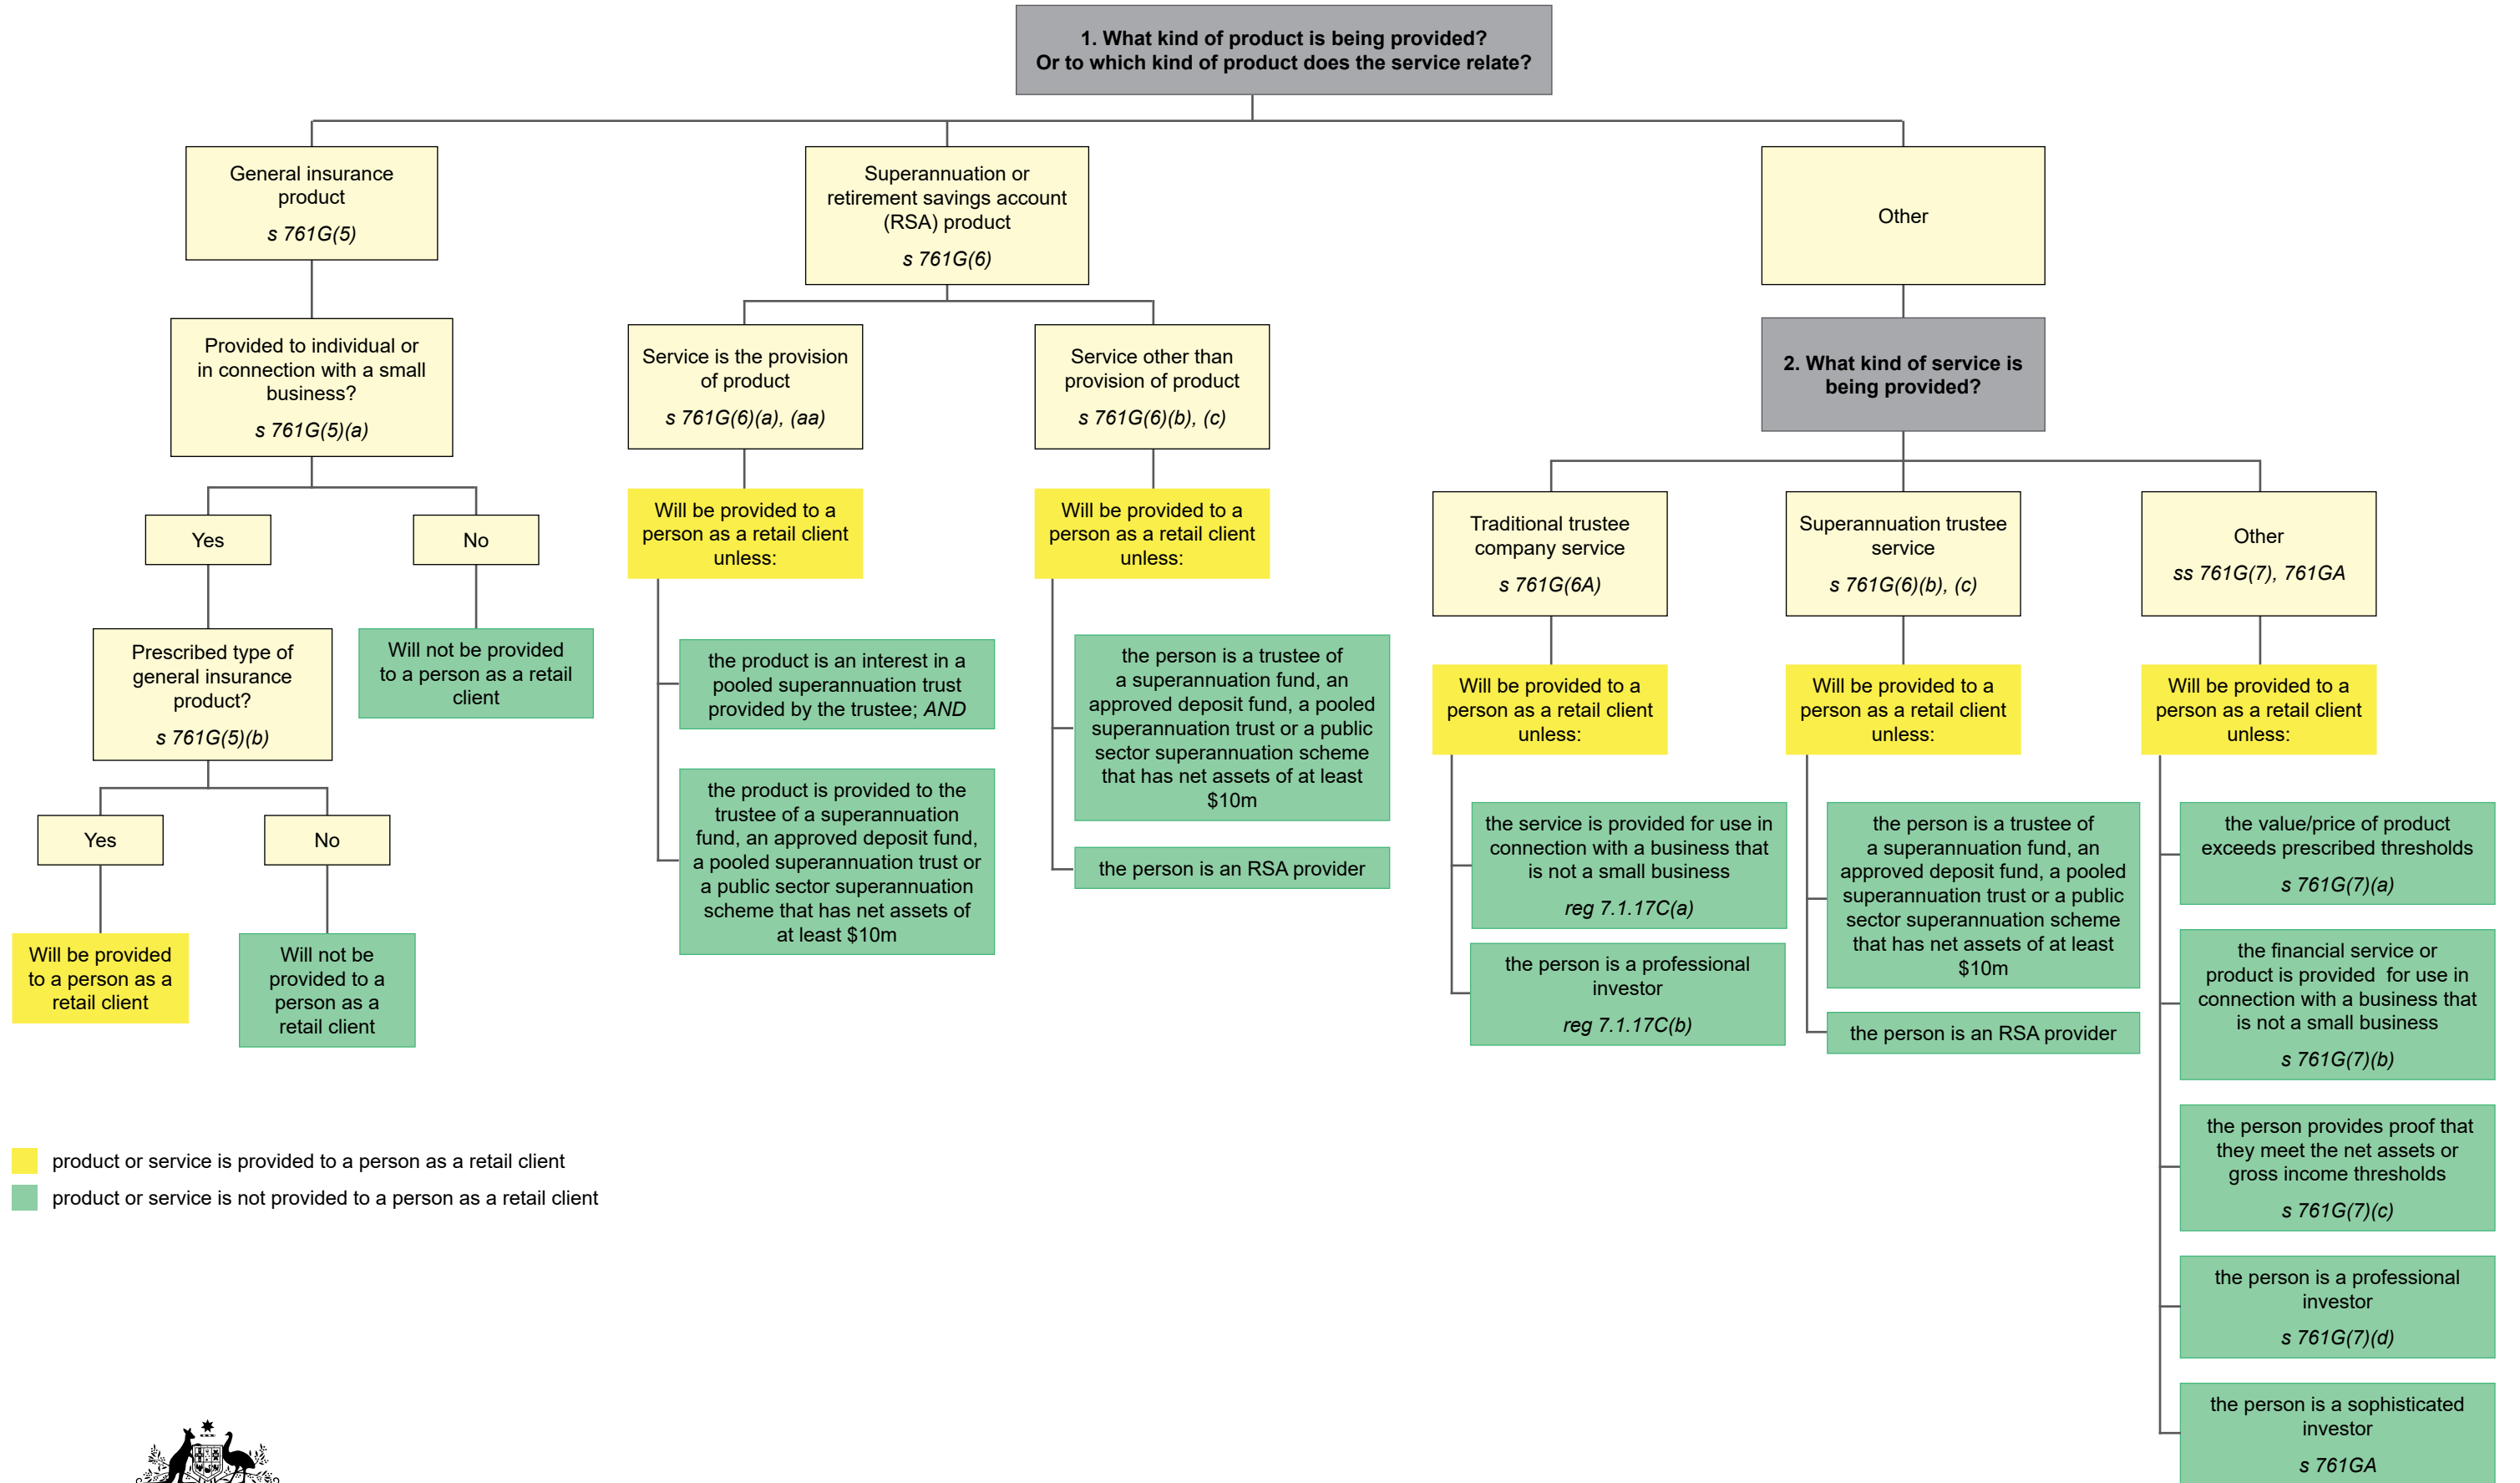 1. What kind of product is being provided?
Or to which kind of product does the service relate?
General insurance
product
s 761G(5)
Provided to individual or
in connection with a small
business?
s 761G(5)(a)
Yes
No
Prescribed type of
general insurance
product?
s 761G(5)(b)
Will not be provided
to a person as a retail
client
Yes
No
Will be provided
to a person as a
retail client
Will not be
provided to a
person as a
retail client
Superannuation or
retirement savings account
(RSA) product
s 761G(6)
Service is the provision
of product
s 761G(6)(a), (aa)
Will be provided to a
person as a retail client
unless:
the product is an interest in a
pooled superannuation trust
provided by the trustee; AND
the product is provided to the
trustee of a superannuation
fund, an approved deposit fund,
a pooled superannuation trust or
a public sector superannuation
scheme that has net assets of
at least $10m
Service other than
provision of product
s 761G(6)(b), (c)
Will be provided to a
person as a retail client
unless:
the person is a trustee of
a superannuation fund, an
approved deposit fund, a pooled
superannuation trust or a public
sector superannuation scheme
that has net assets of at least
$10m
the person is an RSA provider
Other
2. What kind of service is
being provided?
Traditional trustee
company service
s 761G(6A)
Will be provided to a
person as a retail client
unless:
the service is provided for use in
connection with a business that
is not a small business
reg 7.1.17C(a)
the person is a professional
investor
reg 7.1.17C(b)
Superannuation trustee
service
s 761G(6)(b), (c)
Will be provided to a
person as a retail client
unless:
the person is a trustee of
a superannuation fund, an
approved deposit fund, a pooled
superannuation trust or a public
sector superannuation scheme
that has net assets of at least
$10m
the person is an RSA provider
Other
ss 761G(7), 761GA
Will be provided to a
person as a retail client
unless:
the value/price of product
exceeds prescribed thresholds
s 761G(7)(a)
the financial service or
product is provided for use in
connection with a business that
is not a small business
s 761G(7)(b)
the person provides proof that
they meet the net assets or
gross income thresholds
s 761G(7)(c)
the person is a professional
investor
s 761G(7)(d)
the person is a sophisticated
investor
s 761GA
product or service is provided to a person as a retail client
product or service is not provided to a person as a retail client